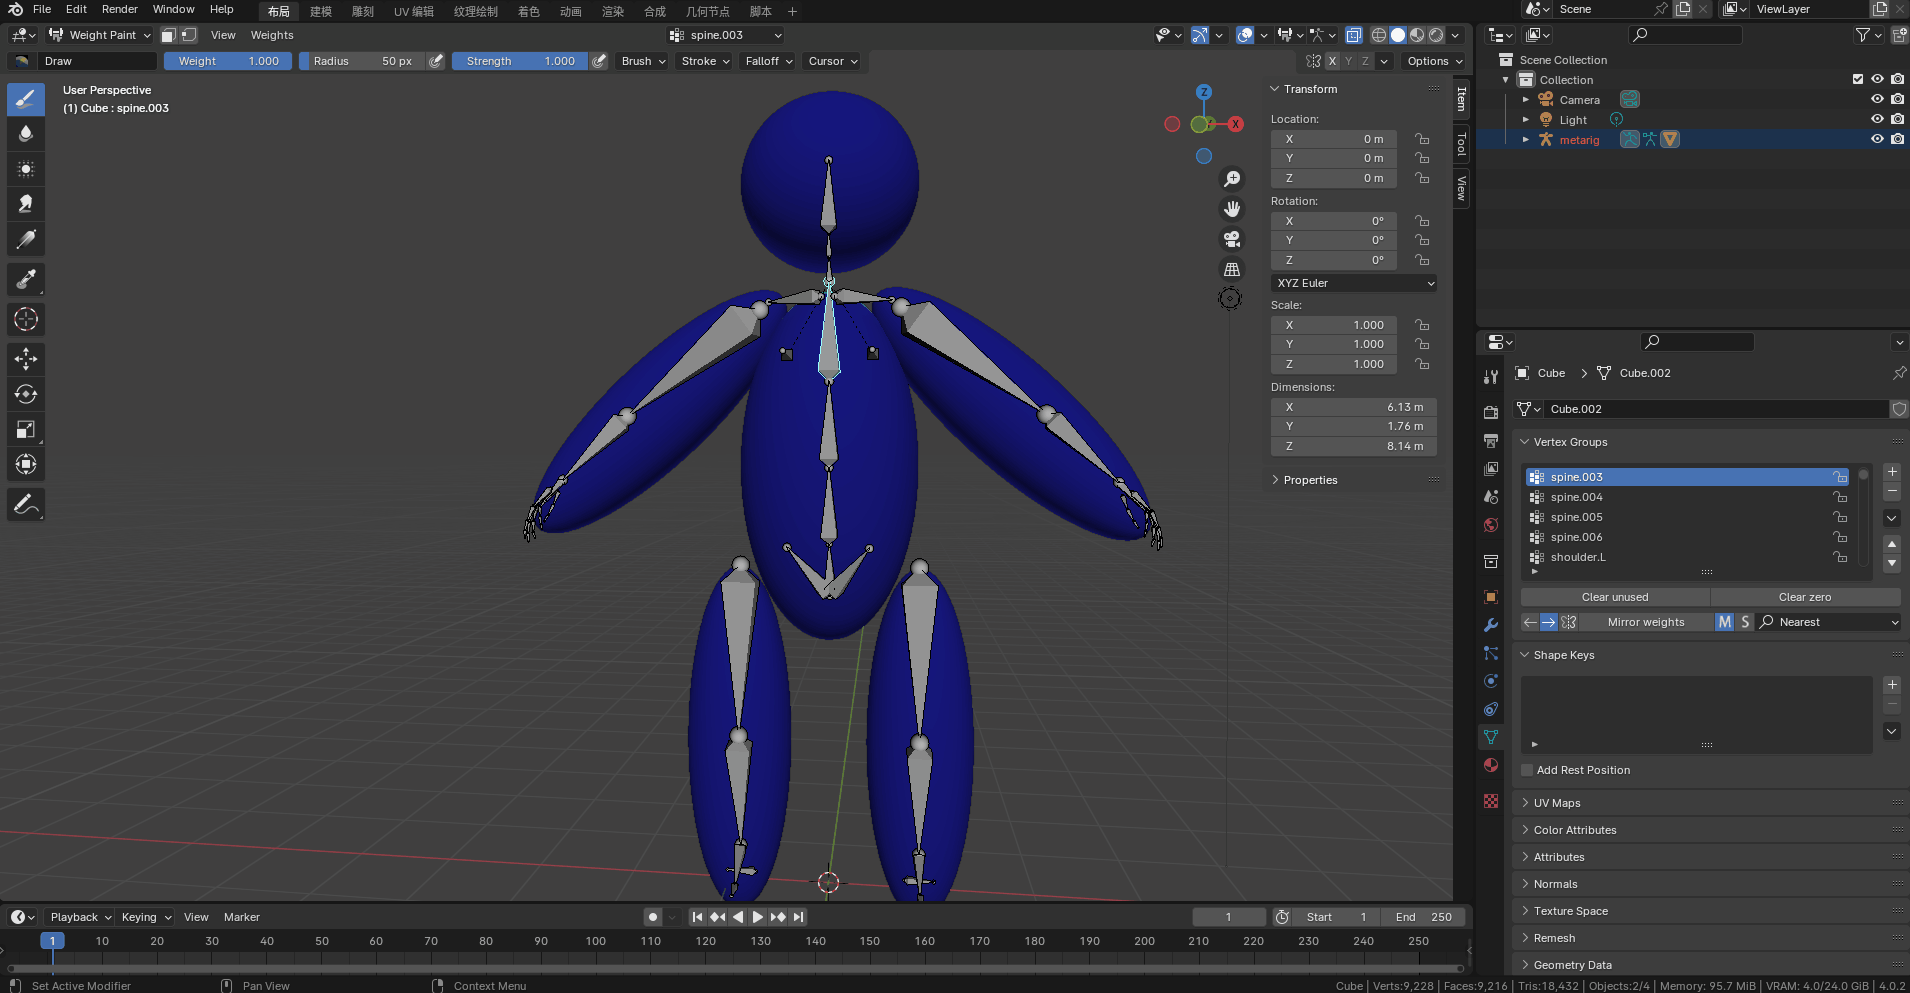 File Edit Render Window Help 布局 建模 雕刻 UV 编辑 纹理绘制 着色 动画 渲染 合成 几何节点 脚本 + Scene ViewLayer
Weight Paint View Weights spine.003
Draw Weight 1.000 Radius 50 px Strength 1.000 Brush Stroke Falloff Cursor X Y Z Options
User Perspective
(1) Cube : spine.003
Z
X
Item
Tool
View
Transform
Location:
X 0 m
Y 0 m
Z 0 m
Rotation:
X 0°
Y 0°
Z 0°
XYZ Euler
Scale:
X 1.000
Y 1.000
Z 1.000
Dimensions:
X 6.13 m
Y 1.76 m
Z 8.14 m
Properties
Scene Collection
Collection
Camera
Light
metarig
Cube > Cube.002
Cube.002
Vertex Groups
spine.003
spine.004
spine.005
spine.006
shoulder.L
Clear unused Clear zero
Mirror weights M S Nearest
Shape Keys
Add Rest Position
UV Maps
Color Attributes
Attributes
Normals
Texture Space
Remesh
Geometry Data
Playback Keying View Marker 1 Start 1 End 250
1 10 20 30 40 50 60 70 80 90 100 110 120 130 140 150 160 170 180 190 200 210 220 230 240 250
Set Active Modifier Pan View Context Menu Cube | Verts:9,228 | Faces:9,216 | Tris:18,432 | Objects:2/4 | Memory: 95.7 MiB | VRAM: 4.0/24.0 GiB | 4.0.2